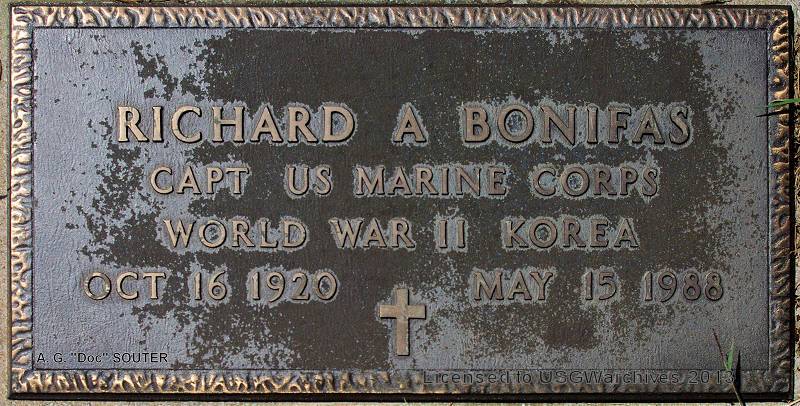 RICHARD A BONIFAS
CAPT US MARINE CORPS
WORLD WAR II KOREA
OCT 16 1920 MAY 15 1988
A. G. "Doc" SOUTER
Licensed to USGWarchives 2013